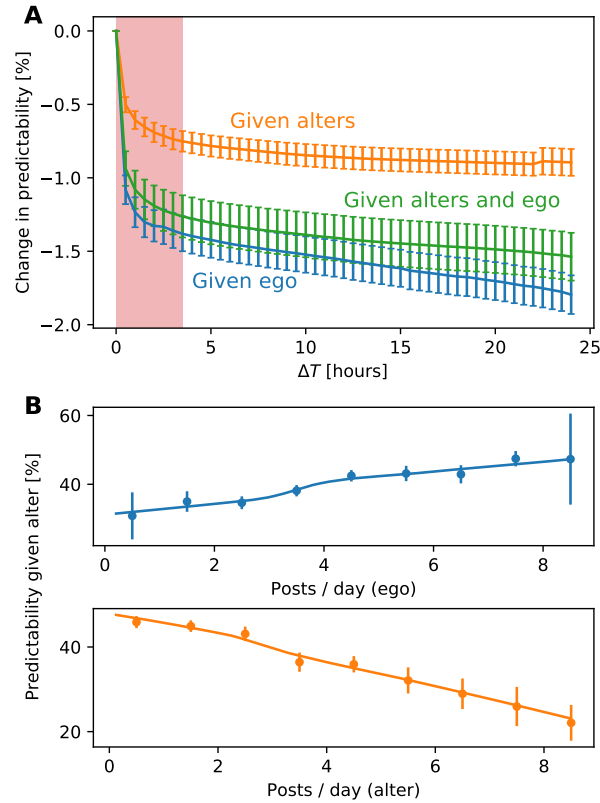 A
0.0
−0.5
−1.0
−1.5
−2.0
Change in predictability [%]
Given alters
Given alters and ego
Given ego
0
5
10
15
20
25
ΔT [hours]
B
60
40
0
2
4
6
8
Posts / day (ego)
Predictability given alter [%]
40
20
0
2
4
6
8
Posts / day (alter)